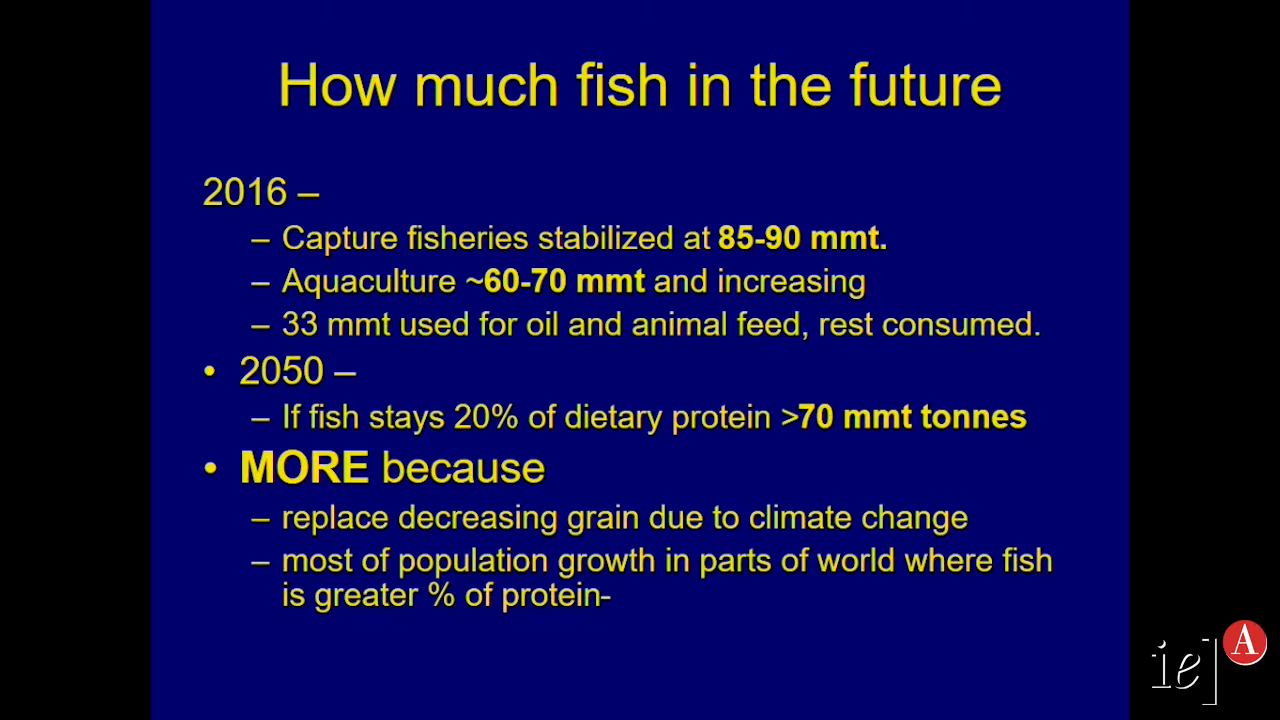 How much fish in the future
2016 –
– Capture fisheries stabilized at 85-90 mmt.
– Aquaculture ~60-70 mmt and increasing
– 33 mmt used for oil and animal feed, rest consumed.
• 2050 –
– If fish stays 20% of dietary protein >70 mmt tonnes
• MORE because
– replace decreasing grain due to climate change
– most of population growth in parts of world where fish
is greater % of protein-
ie] A